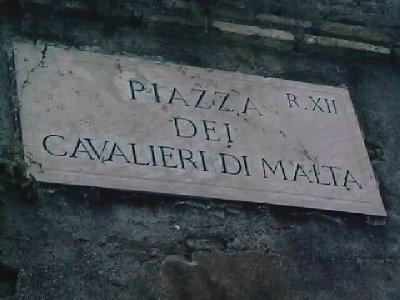 PIAZZA R.XII
DEI
CAVALIERI DI MALTA